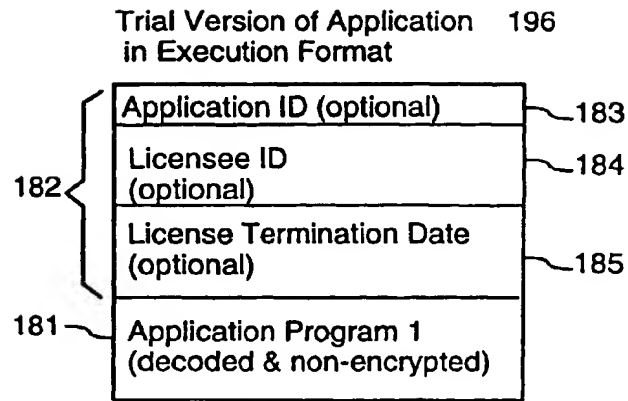 Trial Version of Application 196
in Execution Format
Application ID (optional) 183
Licensee ID 184
(optional)
182
License Termination Date
(optional) 185
181 Application Program 1
(decoded & non-encrypted)